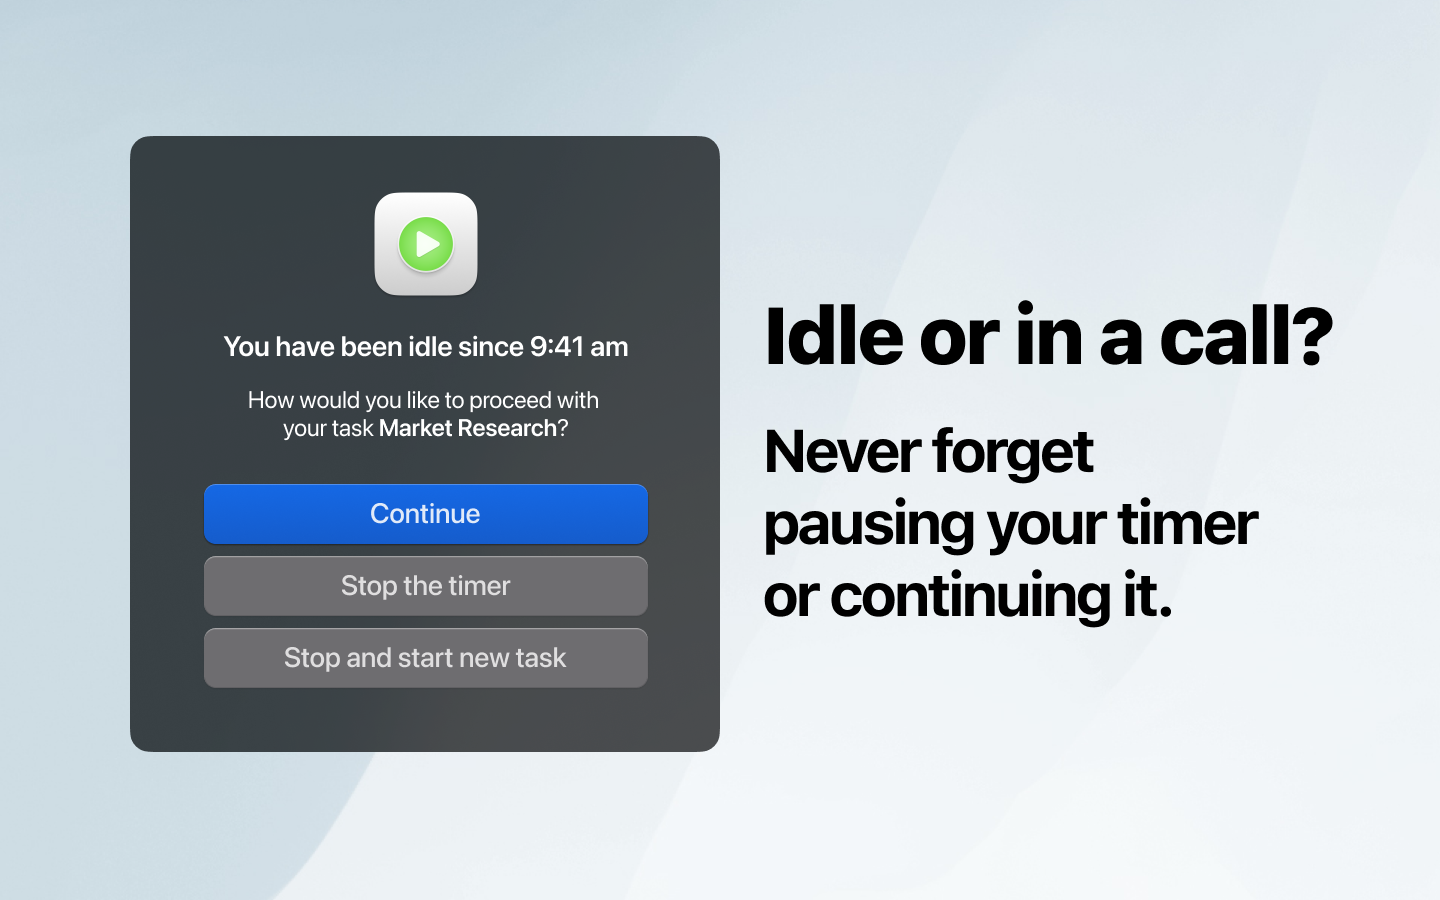 You have been idle since 9:41 am
How would you like to proceed with
your task Market Research?
Continue
Stop the timer
Stop and start new task
Idle or in a call?
Never forget
pausing your timer
or continuing it.